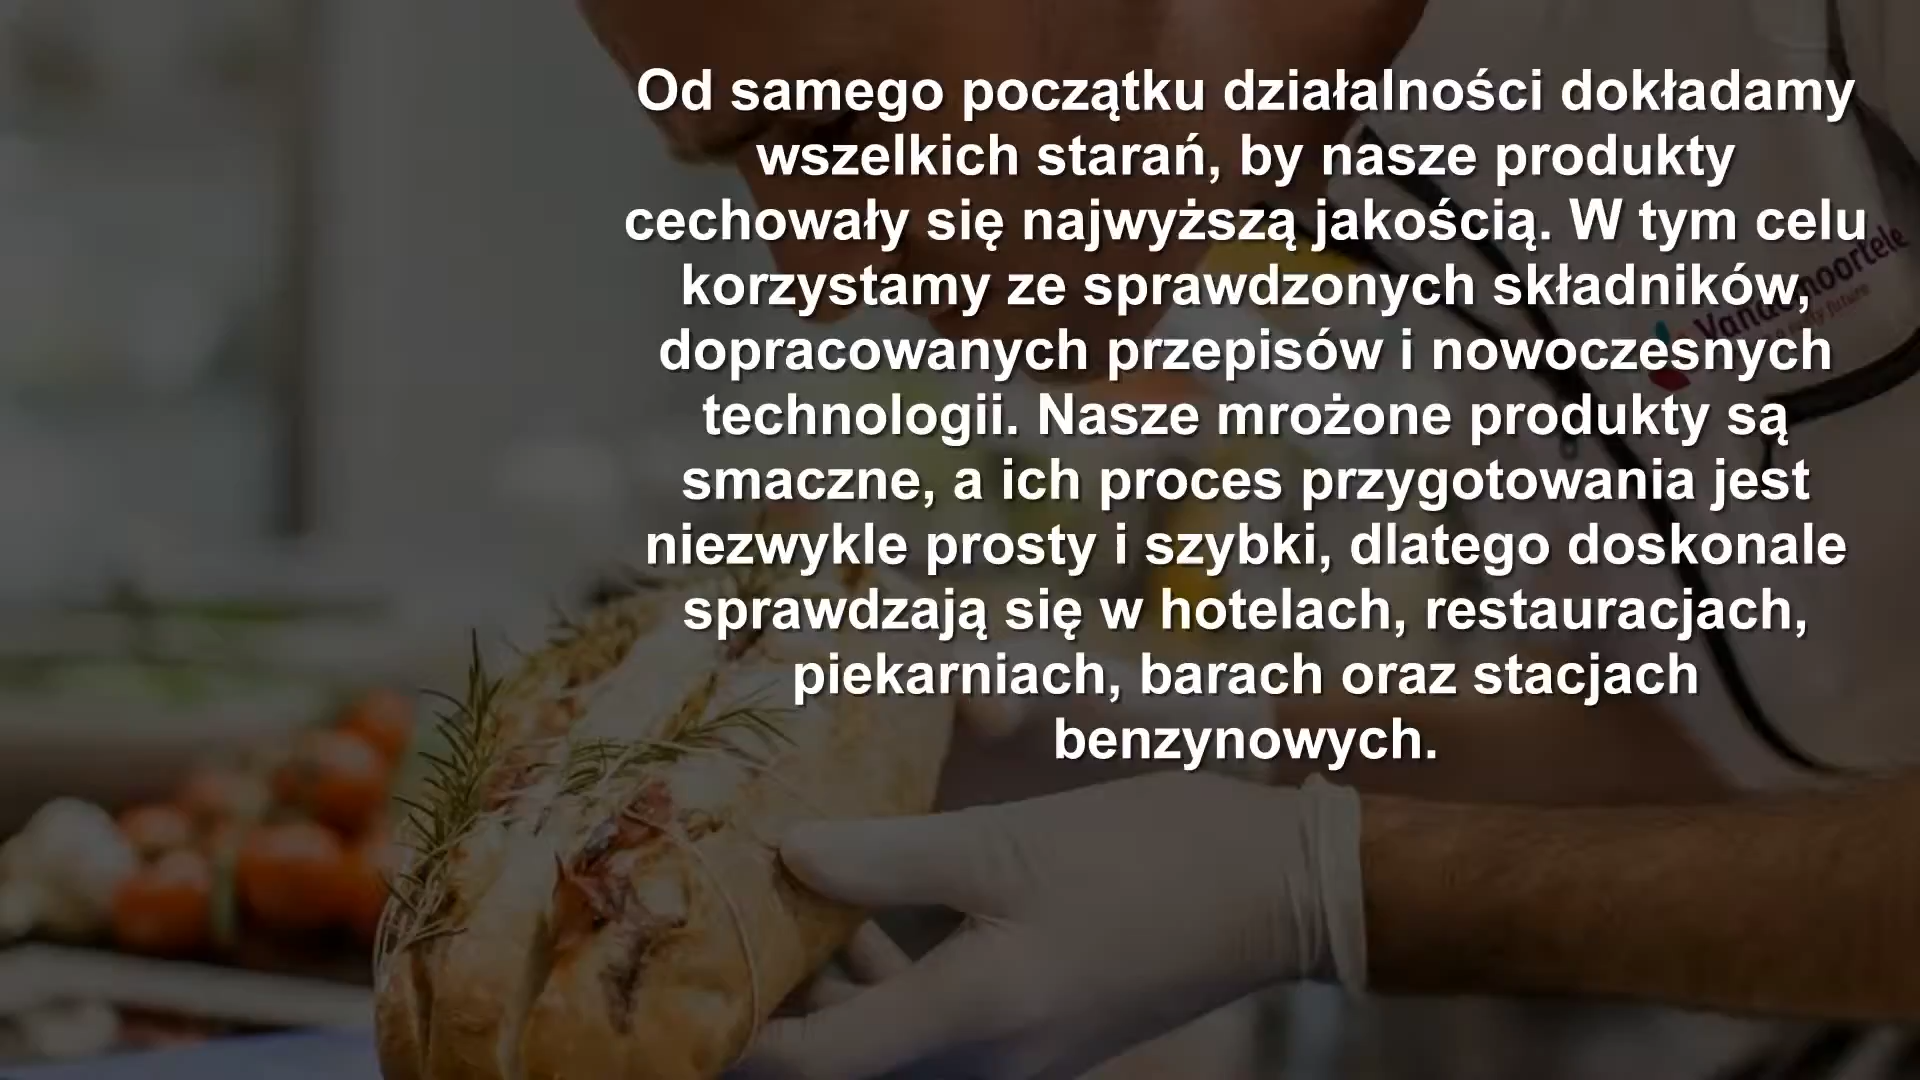 Od samego początku działalności dokładamy
wszelkich starań, by nasze produkty
cechowały się najwyższą jakością. W tym celu
korzystamy ze sprawdzonych składników,
dopracowanych przepisów i nowoczesnych
technologii. Nasze mrożone produkty są
smaczne, a ich proces przygotowania jest
niezwykle prosty i szybki, dlatego doskonale
sprawdzają się w hotelach, restauracjach,
piekarniach, barach oraz stacjach
benzynowych.
Vandemoortele
future